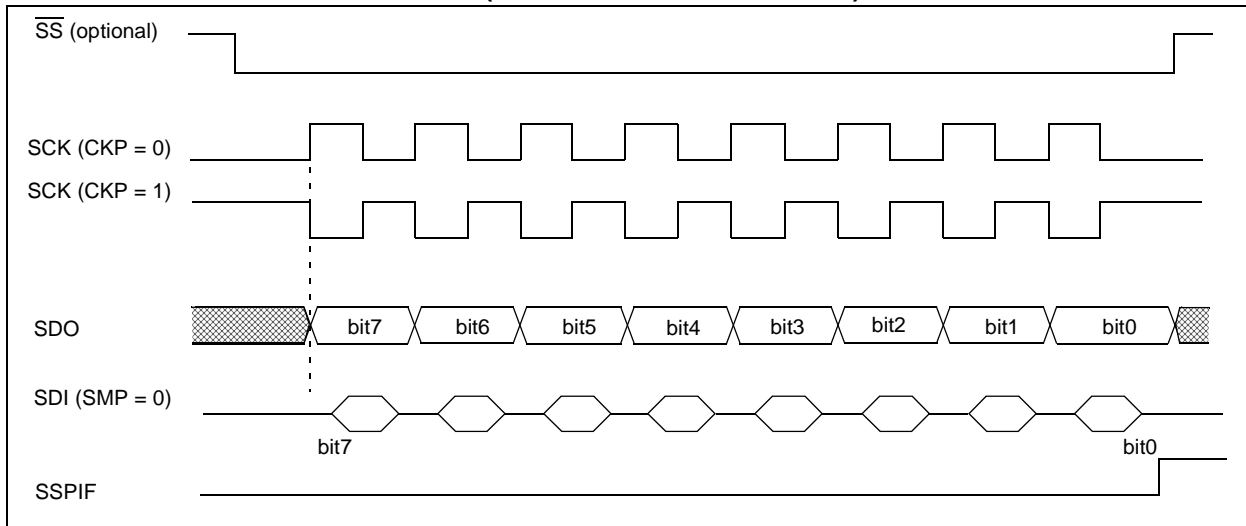 SS (optional)
SCK (CKP = 0)
SCK (CKP = 1)
SDO
bit7 bit6 bit5 bit4 bit3 bit2 bit1 bit0
SDI (SMP = 0)
bit7 bit0
SSPIF